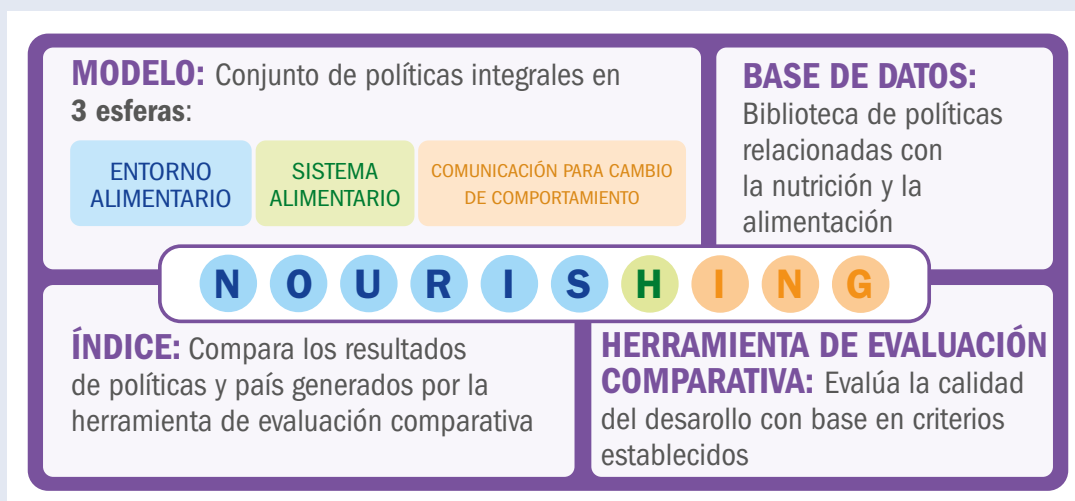 MODELO: Conjunto de políticas integrales en
3 esferas:
ENTORNO
ALIMENTARIO
SISTEMA
ALIMENTARIO
COMUNICACIÓN PARA CAMBIO
DE COMPORTAMIENTO
BASE DE DATOS:
Biblioteca de políticas
relacionadas con
la nutrición y la
alimentación
NOURISHING
ÍNDICE: Compara los resultados
de políticas y país generados por la
herramienta de evaluación comparativa
HERRAMIENTA DE EVALUACIÓN
COMPARATIVA: Evalúa la calidad
del desarollo con base en criterios
establecidos